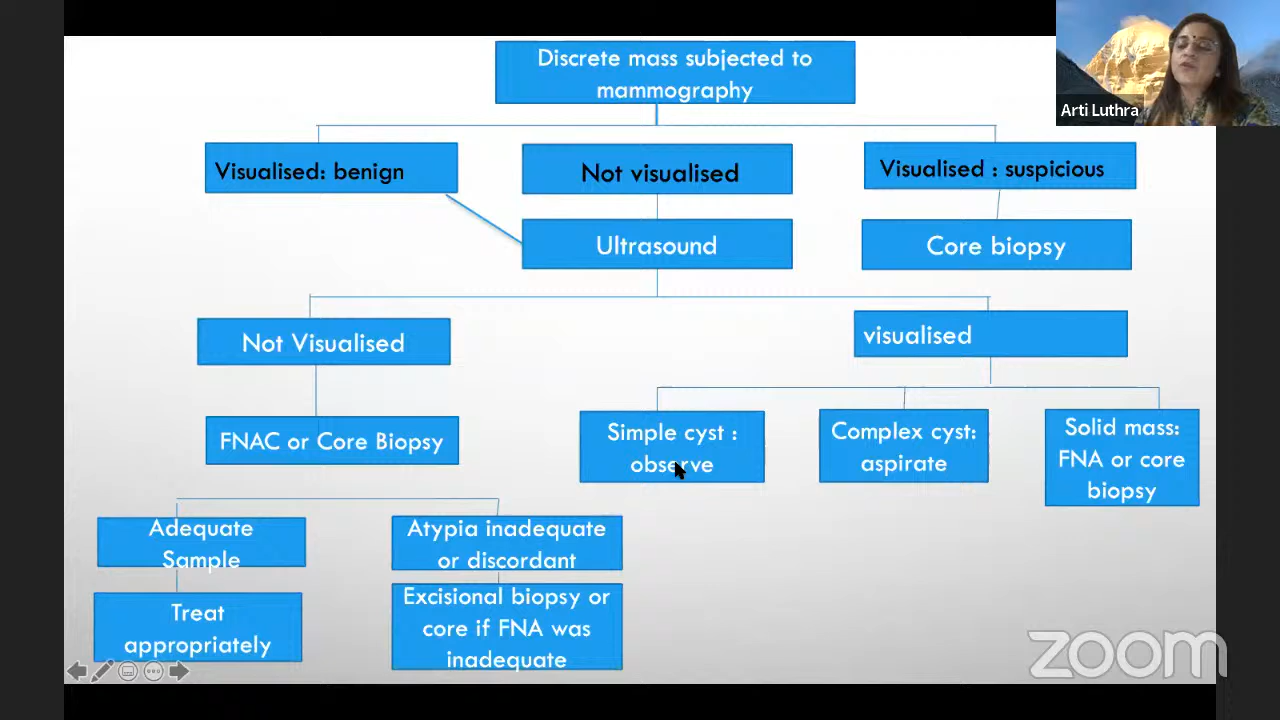 Discrete mass subjected to
mammography
Arti Luthra
Visualised: benign
Not visualised
Visualised : suspicious
Ultrasound
Core biopsy
Not Visualised
visualised
FNAC or Core Biopsy
Simple cyst :
observe
Complex cyst:
aspirate
Solid mass:
FNA or core
biopsy
Adequate
Sample
Atypia inadequate
or discordant
Treat
appropriately
Excisional biopsy or
core if FNA was
inadequate
zoom